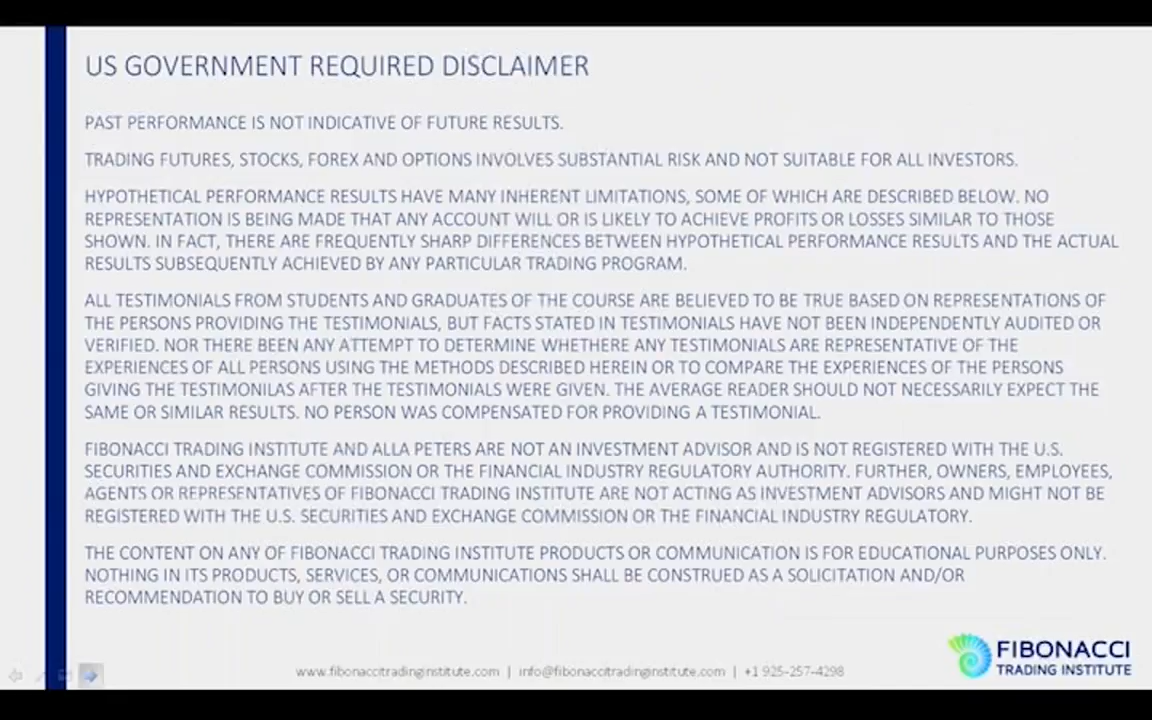 US GOVERNMENT REQUIRED DISCLAIMER
PAST PERFORMANCE IS NOT INDICATIVE OF FUTURE RESULTS.
TRADING FUTURES, STOCKS, FOREX AND OPTIONS INVOLVES SUBSTANTIAL RISK AND NOT SUITABLE FOR ALL INVESTORS.
HYPOTHETICAL PERFORMANCE RESULTS HAVE MANY INHERENT LIMITATIONS, SOME OF WHICH ARE DESCRIBED BELOW. NO
REPRESENTATION IS BEING MADE THAT ANY ACCOUNT WILL OR IS LIKELY TO ACHIEVE PROFITS OR LOSSES SIMILAR TO THOSE
SHOWN. IN FACT, THERE ARE FREQUENTLY SHARP DIFFERENCES BETWEEN HYPOTHETICAL PERFORMANCE RESULTS AND THE ACTUAL
RESULTS SUBSEQUENTLY ACHIEVED BY ANY PARTICULAR TRADING PROGRAM.
ALL TESTIMONIALS FROM STUDENTS AND GRADUATES OF THE COURSE ARE BELIEVED TO BE TRUE BASED ON REPRESENTATIONS OF
THE PERSONS PROVIDING THE TESTIMONIALS, BUT FACTS STATED IN TESTIMONIALS HAVE NOT BEEN INDEPENDENTLY AUDITED OR
VERIFIED. NOR THERE BEEN ANY ATTEMPT TO DETERMINE WHETHERE ANY TESTIMONIALS ARE REPRESENTATIVE OF THE
EXPERIENCES OF ALL PERSONS USING THE METHODS DESCRIBED HEREIN OR TO COMPARE THE EXPERIENCES OF THE PERSONS
GIVING THE TESTIMONILAS AFTER THE TESTIMONIALS WERE GIVEN. THE AVERAGE READER SHOULD NOT NECESSARILY EXPECT THE
SAME OR SIMILAR RESULTS. NO PERSON WAS COMPENSATED FOR PROVIDING A TESTIMONIAL.
FIBONACCI TRADING INSTITUTE AND ALLA PETERS ARE NOT AN INVESTMENT ADVISOR AND IS NOT REGISTERED WITH THE U.S.
SECURITIES AND EXCHANGE COMMISSION OR THE FINANCIAL INDUSTRY REGULATORY AUTHORITY. FURTHER, OWNERS, EMPLOYEES,
AGENTS OR REPRESENTATIVES OF FIBONACCI TRADING INSTITUTE ARE NOT ACTING AS INVESTMENT ADVISORS AND MIGHT NOT BE
REGISTERED WITH THE U.S. SECURITIES AND EXCHANGE COMMISSION OR THE FINANCIAL INDUSTRY REGULATORY.
THE CONTENT ON ANY OF FIBONACCI TRADING INSTITUTE PRODUCTS OR COMMUNICATION IS FOR EDUCATIONAL PURPOSES ONLY.
NOTHING IN ITS PRODUCTS, SERVICES, OR COMMUNICATIONS SHALL BE CONSTRUED AS A SOLICITATION AND/OR
RECOMMENDATION TO BUY OR SELL A SECURITY.
www.fibonaccitradinginstitute.com | info@fibonaccitradinginstitute.com | +1 925-257-4298
FIBONACCI
TRADING INSTITUTE